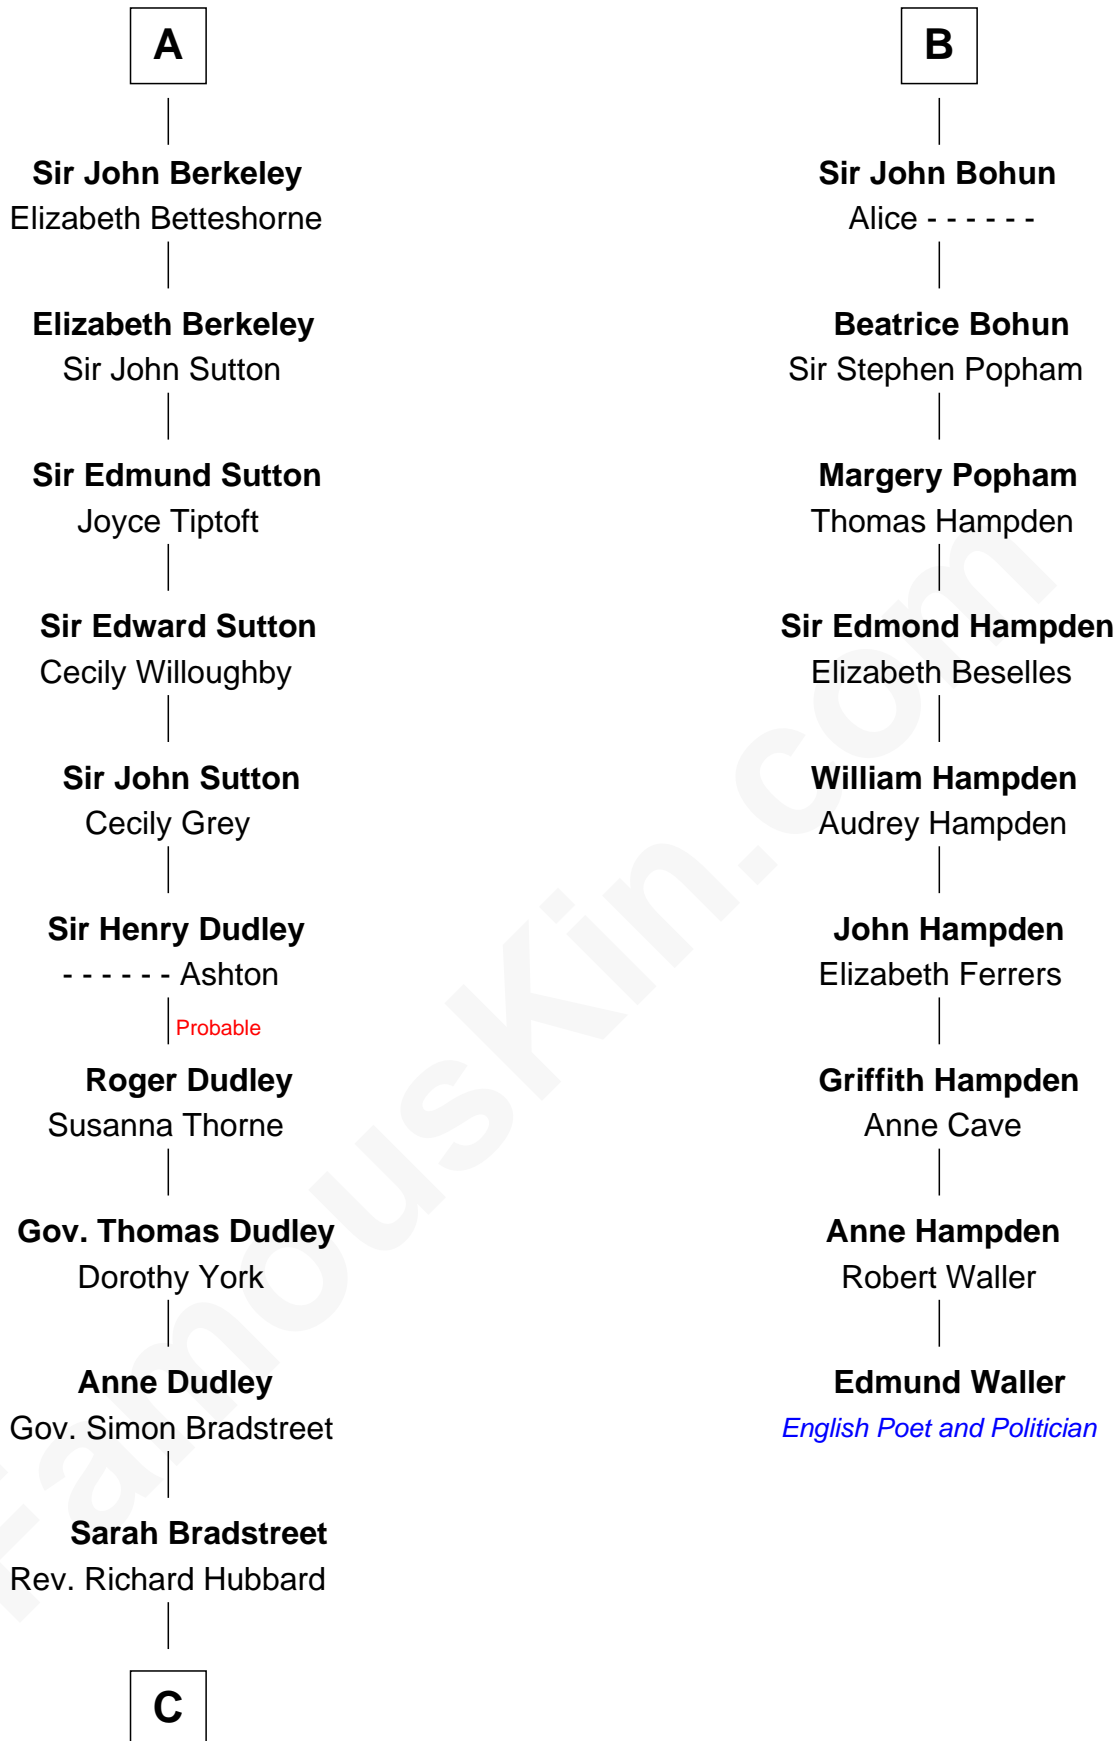 A
Sir John Berkeley
Elizabeth Betteshorne
Elizabeth Berkeley
Sir John Sutton
Sir Edmund Sutton
Joyce Tiptoft
Sir Edward Sutton
Cecily Willoughby
Sir John Sutton
Cecily Grey
Sir Henry Dudley
- - - - - - Ashton
Probable
Roger Dudley
Susanna Thorne
Gov. Thomas Dudley
Dorothy York
Anne Dudley
Gov. Simon Bradstreet
Sarah Bradstreet
Rev. Richard Hubbard
C
B
Sir John Bohun
Alice - - - - - -
Beatrice Bohun
Sir Stephen Popham
Margery Popham
Thomas Hampden
Sir Edmond Hampden
Elizabeth Beselles
William Hampden
Audrey Hampden
John Hampden
Elizabeth Ferrers
Griffith Hampden
Anne Cave
Anne Hampden
Robert Waller
Edmund Waller
English Poet and Politician
FamousKin.com